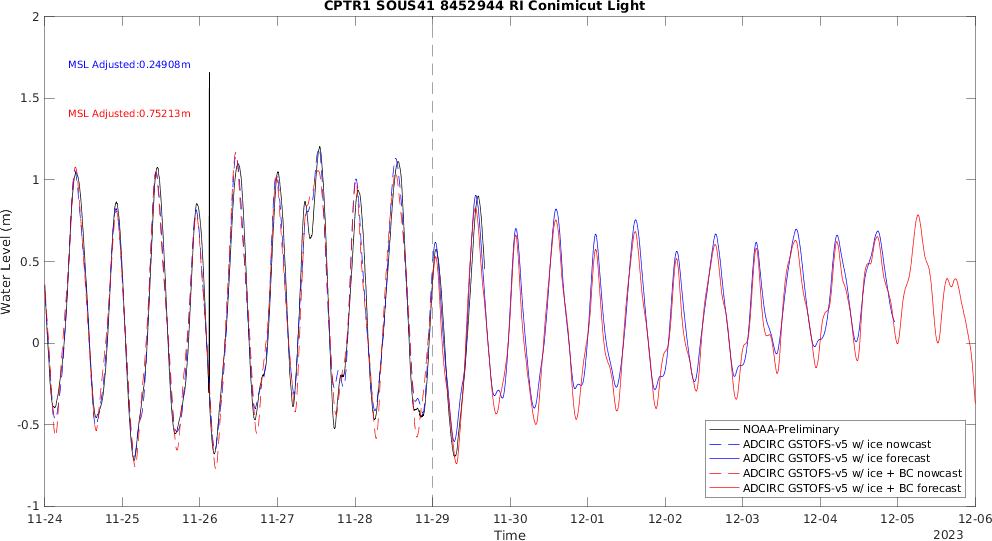 CPTR1 SOUS41 8452944 RI Conimicut Light
2
1.5
1
0.5
0
-0.5
-1
Water Level (m)
MSL Adjusted:0.24908m
MSL Adjusted:0.75213m
NOAA-Preliminary
ADCIRC GSTOFS-v5 w/ ice nowcast
ADCIRC GSTOFS-v5 w/ ice forecast
ADCIRC GSTOFS-v5 w/ ice + BC nowcast
ADCIRC GSTOFS-v5 w/ ice + BC forecast
11-24 11-25 11-26 11-27 11-28 11-29 11-30 12-01 12-02 12-03 12-04 12-05 12-06
Time
2023